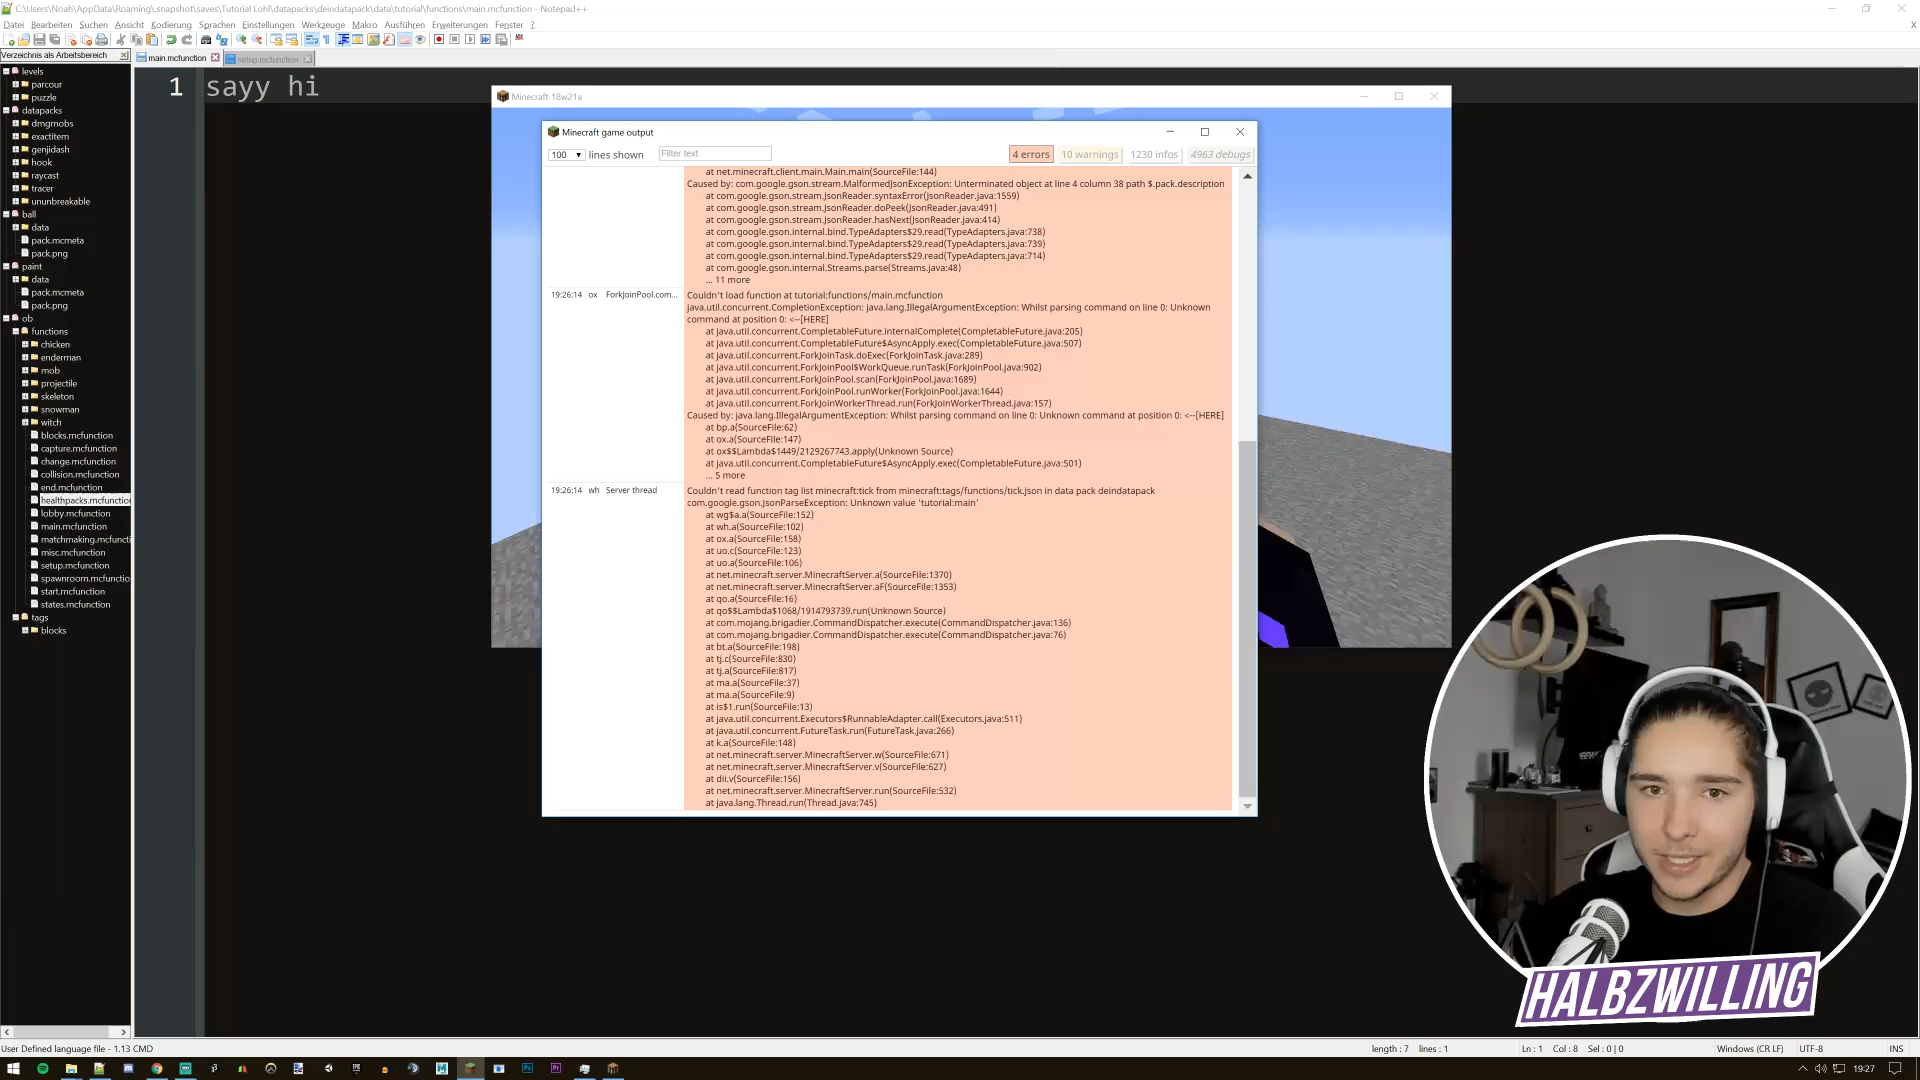 C:\Users\Noah\AppData\Roaming\.snapshot\saves\Tutorial Lohl\datapacks\deindatapack\data\tutorial\functions\main.mcfunction - Notepad++
Datei Bearbeiten Suchen Ansicht Kodierung Sprachen Einstellungen Werkzeuge Makro Ausführen Erweiterungen Fenster ?
Verzeichnis als Arbeitsbereich
main.mcfunction
setup.mcfunction
levels
parcour
puzzle
datapacks
dmgmobs
exactitem
genjidash
hook
raycast
tracer
ununbreakable
ball
data
pack.mcmeta
pack.png
paint
data
pack.mcmeta
pack.png
ob
functions
chicken
enderman
mob
projectile
skeleton
snowman
witch
blocks.mcfunction
capture.mcfunction
change.mcfunction
collision.mcfunction
end.mcfunction
healthpacks.mcfunctio
lobby.mcfunction
main.mcfunction
matchmaking.mcfuncti
misc.mcfunction
setup.mcfunction
spawnroom.mcfunctio
start.mcfunction
states.mcfunction
tags
blocks
1 sayy hi
Minecraft 18w21a
Minecraft game output
100 lines shown Filter text 4 errors 10 warnings 1230 infos 4963 debugs
at net.minecraft.client.main.Main.main(SourceFile:144)
Caused by: com.google.gson.stream.MalformedJsonException: Unterminated object at line 4 column 38 path $.pack.description
at com.google.gson.stream.JsonReader.syntaxError(JsonReader.java:1559)
at com.google.gson.stream.JsonReader.doPeek(JsonReader.java:491)
at com.google.gson.stream.JsonReader.hasNext(JsonReader.java:414)
at com.google.gson.internal.bind.TypeAdapters$29.read(TypeAdapters.java:738)
at com.google.gson.internal.bind.TypeAdapters$29.read(TypeAdapters.java:739)
at com.google.gson.internal.bind.TypeAdapters$29.read(TypeAdapters.java:714)
at com.google.gson.internal.Streams.parse(Streams.java:48)
... 11 more
19:26:14 ox ForkJoinPool.com... Couldn't load function at tutorial:functions/main.mcfunction
java.util.concurrent.CompletionException: java.lang.IllegalArgumentException: Whilst parsing command on line 0: Unknown
command at position 0: <--[HERE]
at java.util.concurrent.CompletableFuture.internalComplete(CompletableFuture.java:205)
at java.util.concurrent.CompletableFuture$AsyncApply.exec(CompletableFuture.java:507)
at java.util.concurrent.ForkJoinTask.doExec(ForkJoinTask.java:289)
at java.util.concurrent.ForkJoinPool$WorkQueue.runTask(ForkJoinPool.java:902)
at java.util.concurrent.ForkJoinPool.scan(ForkJoinPool.java:1689)
at java.util.concurrent.ForkJoinPool.runWorker(ForkJoinPool.java:1644)
at java.util.concurrent.ForkJoinWorkerThread.run(ForkJoinWorkerThread.java:157)
Caused by: java.lang.IllegalArgumentException: Whilst parsing command on line 0: Unknown command at position 0: <--[HERE]
at bp.a(SourceFile:62)
at ox.a(SourceFile:147)
at ox$$Lambda$1449/2129267743.apply(Unknown Source)
at java.util.concurrent.CompletableFuture$AsyncApply.exec(CompletableFuture.java:501)
... 5 more
19:26:14 wh Server thread Couldn't read function tag list minecraft:tick from minecraft:tags/functions/tick.json in data pack deindatapack
com.google.gson.JsonParseException: Unknown value 'tutorial:main'
at wg$a.a(SourceFile:152)
at wh.a(SourceFile:102)
at ox.a(SourceFile:158)
at uo.c(SourceFile:123)
at uo.a(SourceFile:106)
at net.minecraft.server.MinecraftServer.a(SourceFile:1370)
at net.minecraft.server.MinecraftServer.aF(SourceFile:1353)
at qo.a(SourceFile:16)
at qo$$Lambda$1068/1914793739.run(Unknown Source)
at com.mojang.brigadier.CommandDispatcher.execute(CommandDispatcher.java:136)
at com.mojang.brigadier.CommandDispatcher.execute(CommandDispatcher.java:76)
at bt.a(SourceFile:198)
at tj.c(SourceFile:830)
at tj.a(SourceFile:817)
at ma.a(SourceFile:37)
at ma.a(SourceFile:9)
at is$1.run(SourceFile:13)
at java.util.concurrent.Executors$RunnableAdapter.call(Executors.java:511)
at java.util.concurrent.FutureTask.run(FutureTask.java:266)
at k.a(SourceFile:148)
at net.minecraft.server.MinecraftServer.w(SourceFile:671)
at net.minecraft.server.MinecraftServer.v(SourceFile:627)
at dii.v(SourceFile:156)
at net.minecraft.server.MinecraftServer.run(SourceFile:532)
at java.lang.Thread.run(Thread.java:745)
HALBZWILLING
User Defined language file - 1.13 CMD length : 7 lines : 1 Ln : 1 Col : 8 Sel : 0 | 0 Windows (CR LF) UTF-8 INS
19:27